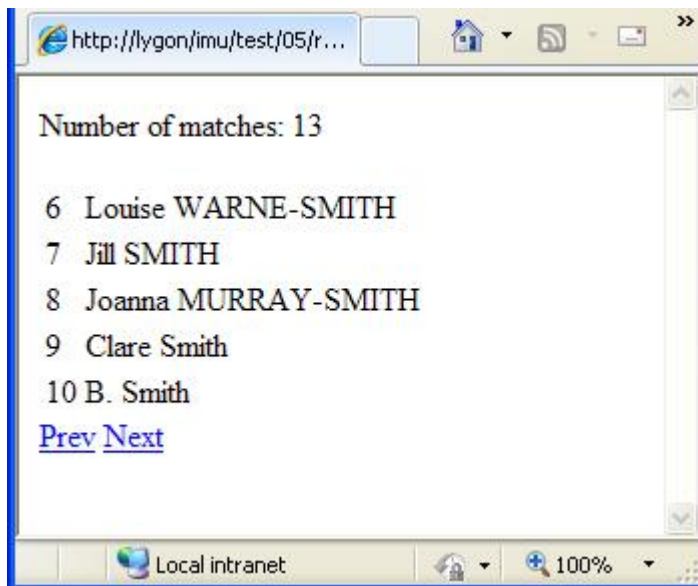 http://lygon/imu/test/05/r...
»
Number of matches: 13
6 Louise WARNE-SMITH
7 Jill SMITH
8 Joanna MURRAY-SMITH
9 Clare Smith
10 B. Smith
Prev Next
Local intranet 100%